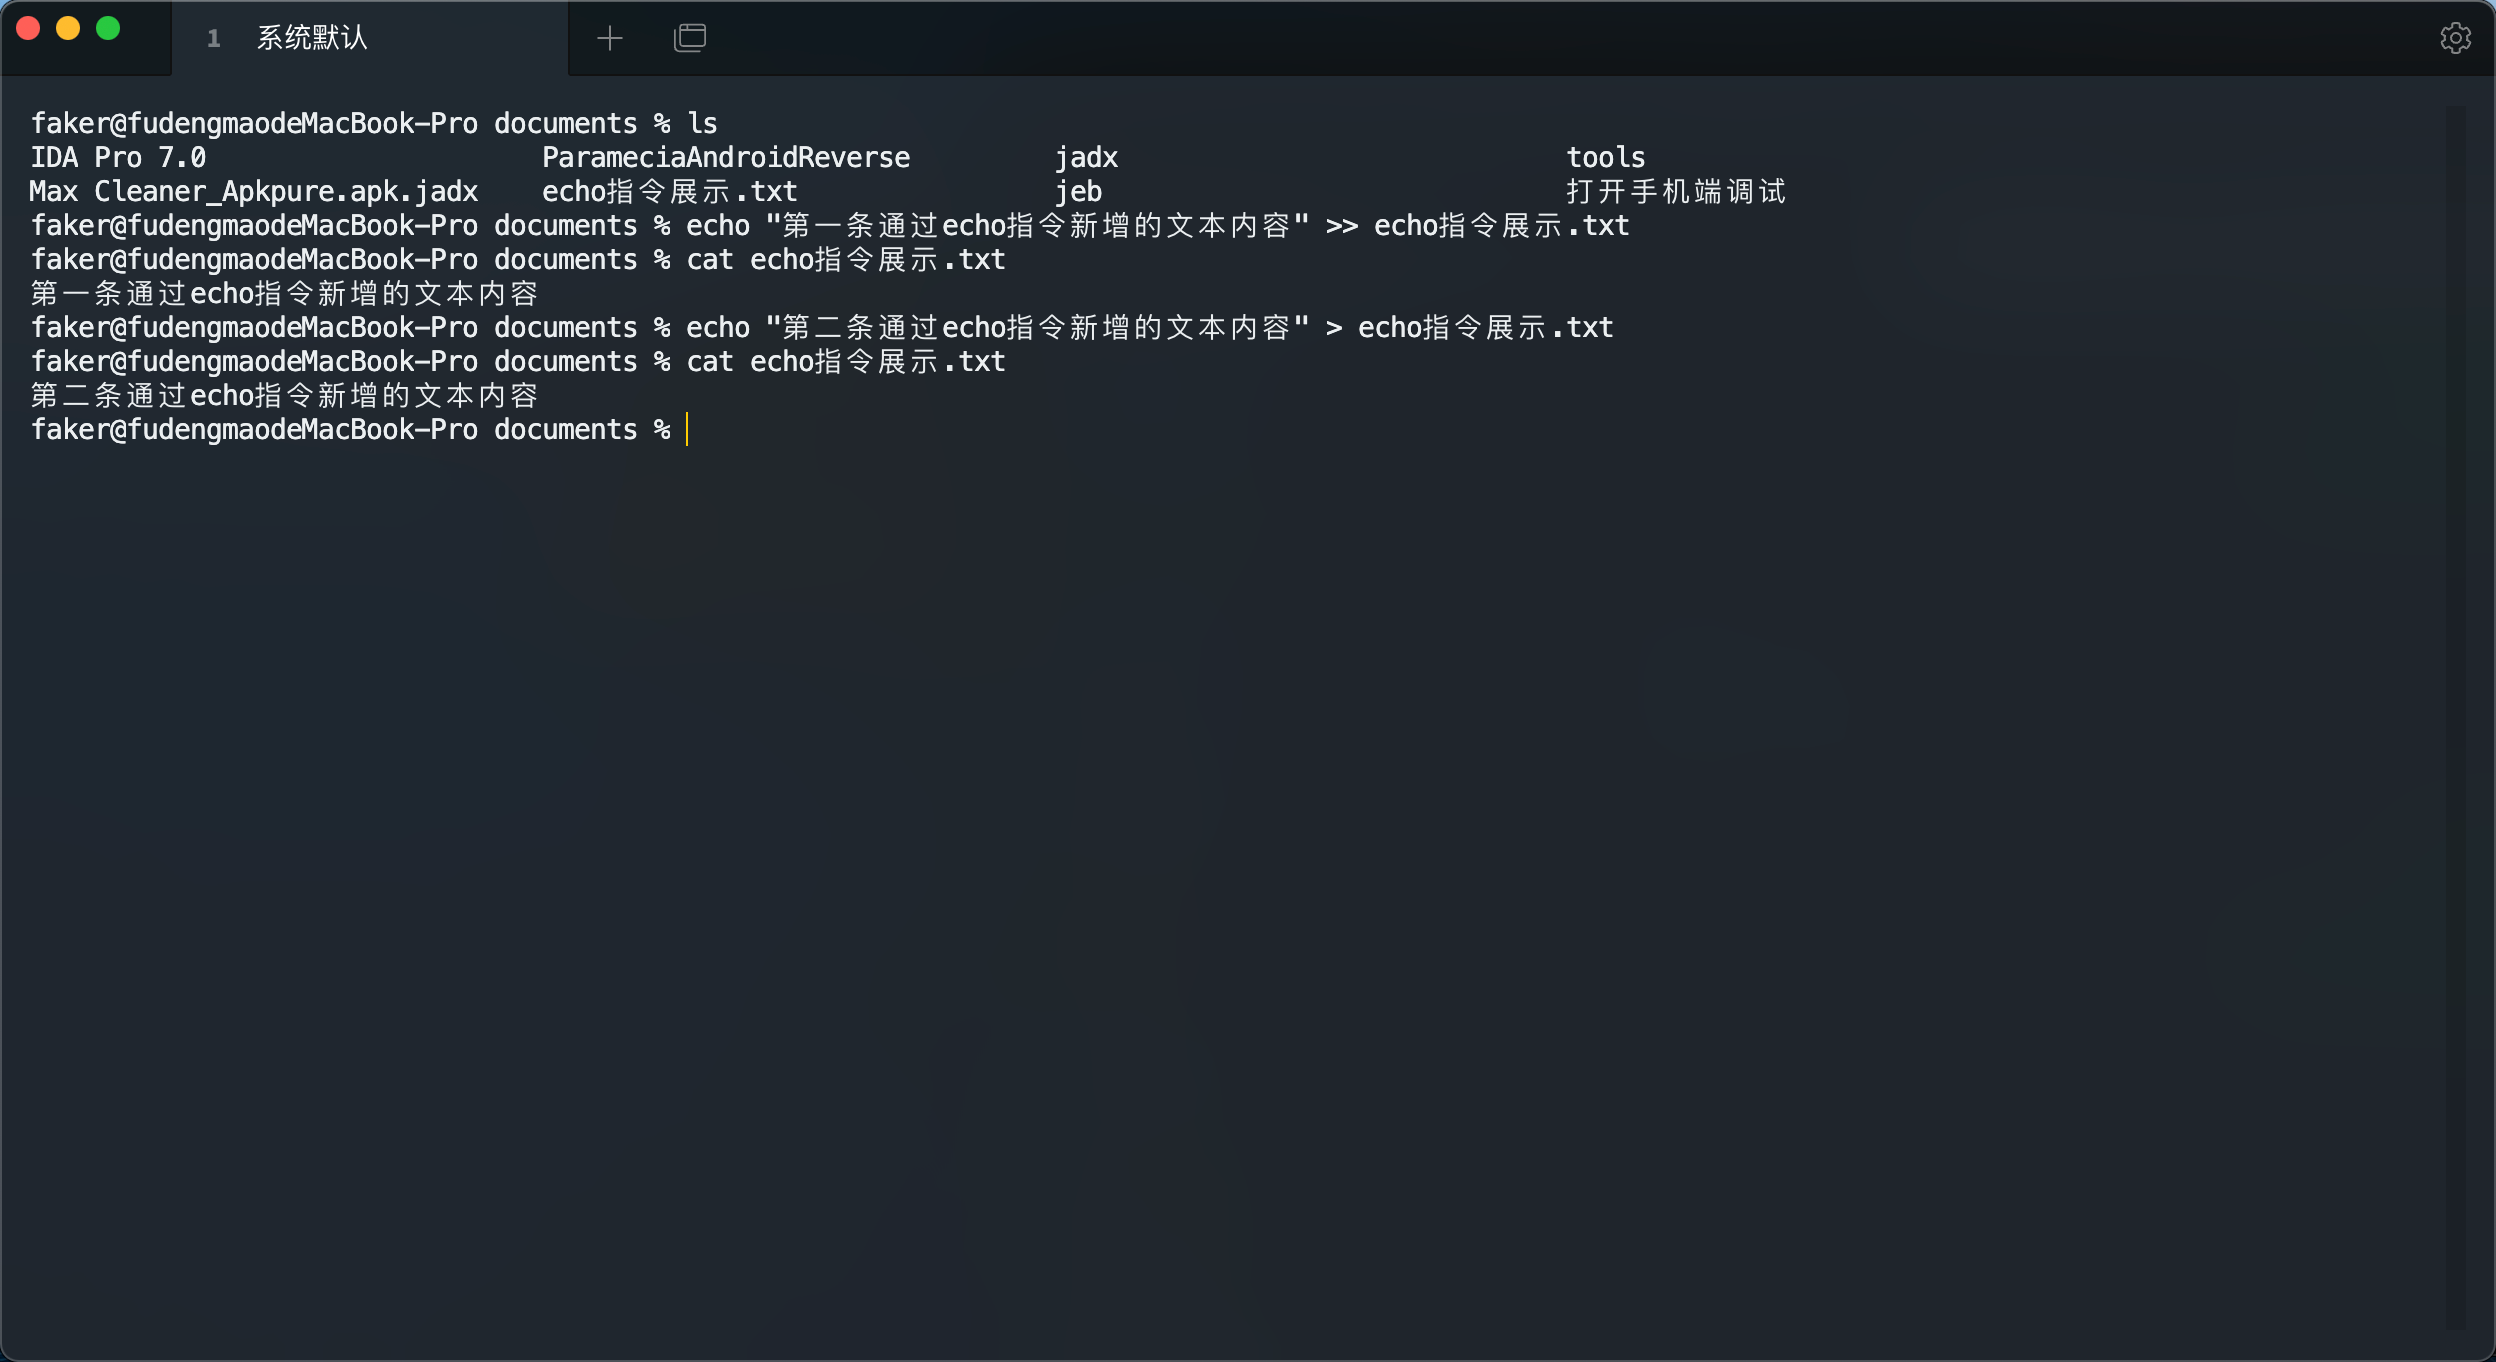 1 系统默认
faker@fudengmaodeMacBook-Pro documents % ls
IDA Pro 7.0 ParameciaAndroidReverse jadx tools
Max Cleaner_Apkpure.apk.jadx echo指令展示.txt jeb 打开手机端调试
faker@fudengmaodeMacBook-Pro documents % echo "第一条通过echo指令新增的文本内容" >> echo指令展示.txt
faker@fudengmaodeMacBook-Pro documents % cat echo指令展示.txt
第一条通过echo指令新增的文本内容
faker@fudengmaodeMacBook-Pro documents % echo "第二条通过echo指令新增的文本内容" > echo指令展示.txt
faker@fudengmaodeMacBook-Pro documents % cat echo指令展示.txt
第二条通过echo指令新增的文本内容
faker@fudengmaodeMacBook-Pro documents %